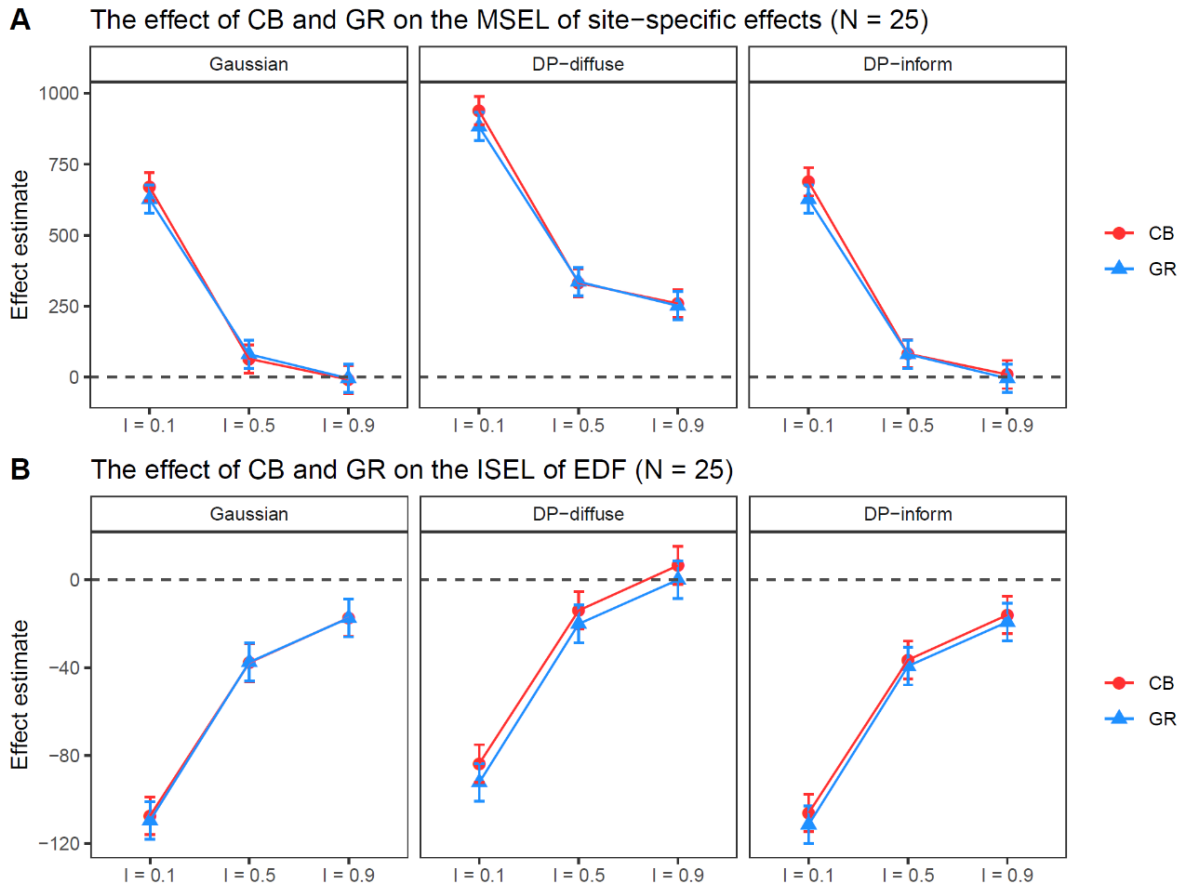 A The effect of CB and GR on the MSEL of site−specific effects (N = 25)
Gaussian DP−diffuse DP−inform
1000
750
500
250
0
Effect estimate
I = 0.1 I = 0.5 I = 0.9 I = 0.1 I = 0.5 I = 0.9 I = 0.1 I = 0.5 I = 0.9
CB
GR
B The effect of CB and GR on the ISEL of EDF (N = 25)
Gaussian DP−diffuse DP−inform
0
−40
−80
−120
Effect estimate
I = 0.1 I = 0.5 I = 0.9 I = 0.1 I = 0.5 I = 0.9 I = 0.1 I = 0.5 I = 0.9
CB
GR